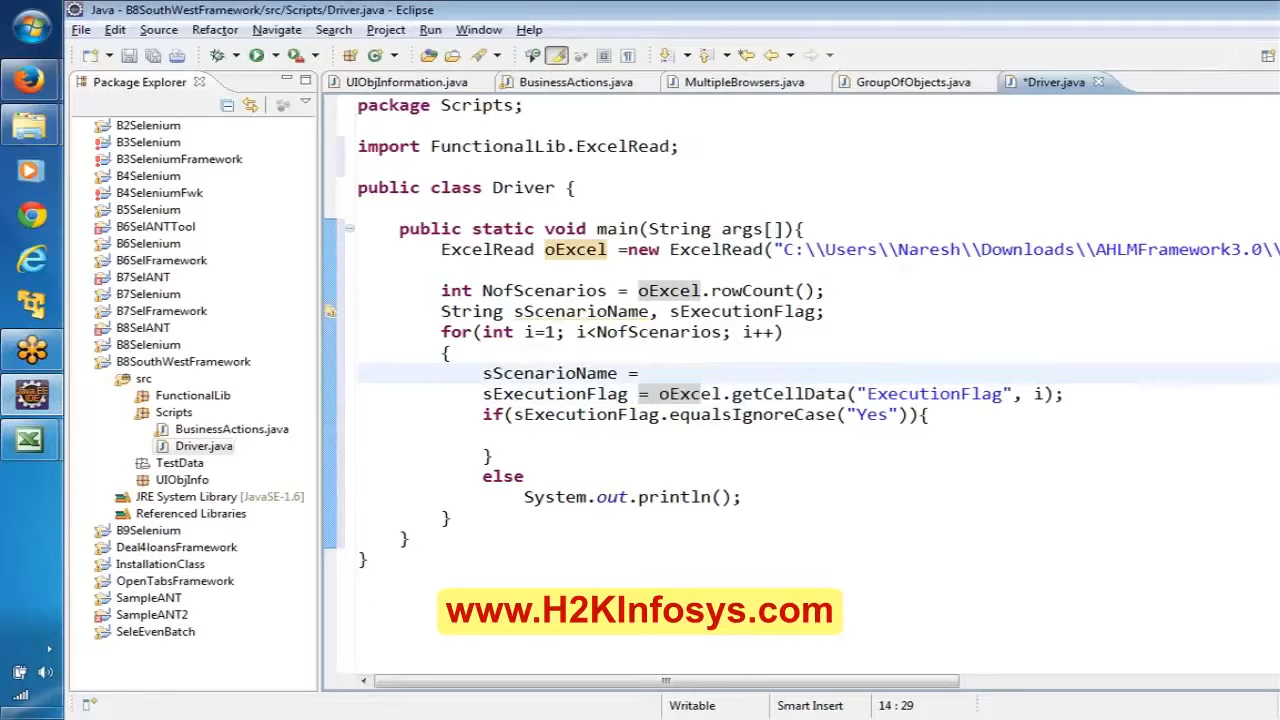 Java - B8SouthWestFramework/src/Scripts/Driver.java - Eclipse
File Edit Source Refactor Navigate Search Project Run Window Help
Package Explorer
UIObjInformation.java BusinessActions.java MultipleBrowsers.java GroupOfObjects.java *Driver.java
B2Selenium
B3Selenium
B3SeleniumFramework
B4Selenium
B4SeleniumFwk
B5Selenium
B6SelANTTool
B6Selenium
B6SelFramework
B7SelANT
B7Selenium
B7SelFramework
B8SelANT
B8Selenium
B8SouthWestFramework
src
FunctionalLib
Scripts
BusinessActions.java
Driver.java
TestData
UIObjInfo
JRE System Library [JavaSE-1.6]
Referenced Libraries
B9Selenium
Deal4loansFramework
InstallationClass
OpenTabsFramework
SampleANT
SampleANT2
SeleEvenBatch
package Scripts;
import FunctionalLib.ExcelRead;
public class Driver {
public static void main(String args[]){
ExcelRead oExcel =new ExcelRead("C:\\Users\\Naresh\\Downloads\\AHLMFramework3.0\\
int NofScenarios = oExcel.rowCount();
String sScenarioName, sExecutionFlag;
for(int i=1; i<NofScenarios; i++)
{
sScenarioName =
sExecutionFlag = oExcel.getCellData("ExecutionFlag", i);
if(sExecutionFlag.equalsIgnoreCase("Yes")){
}
else
System.out.println();
}
}
}
www.H2KInfosys.com
Writable Smart Insert 14 : 29